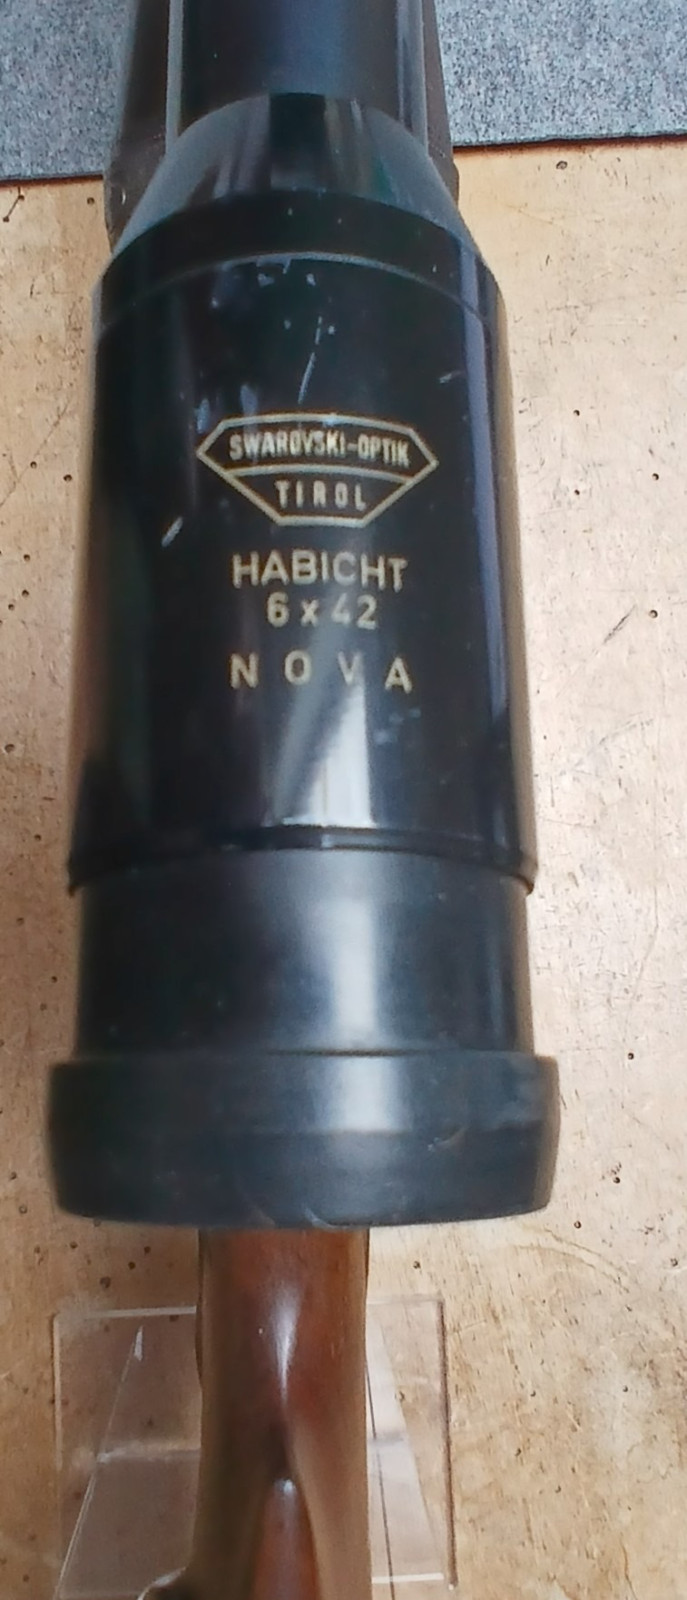 SWAROVSKI-OPTIK
TIROL
HABICHT
6 x 42
NOVA